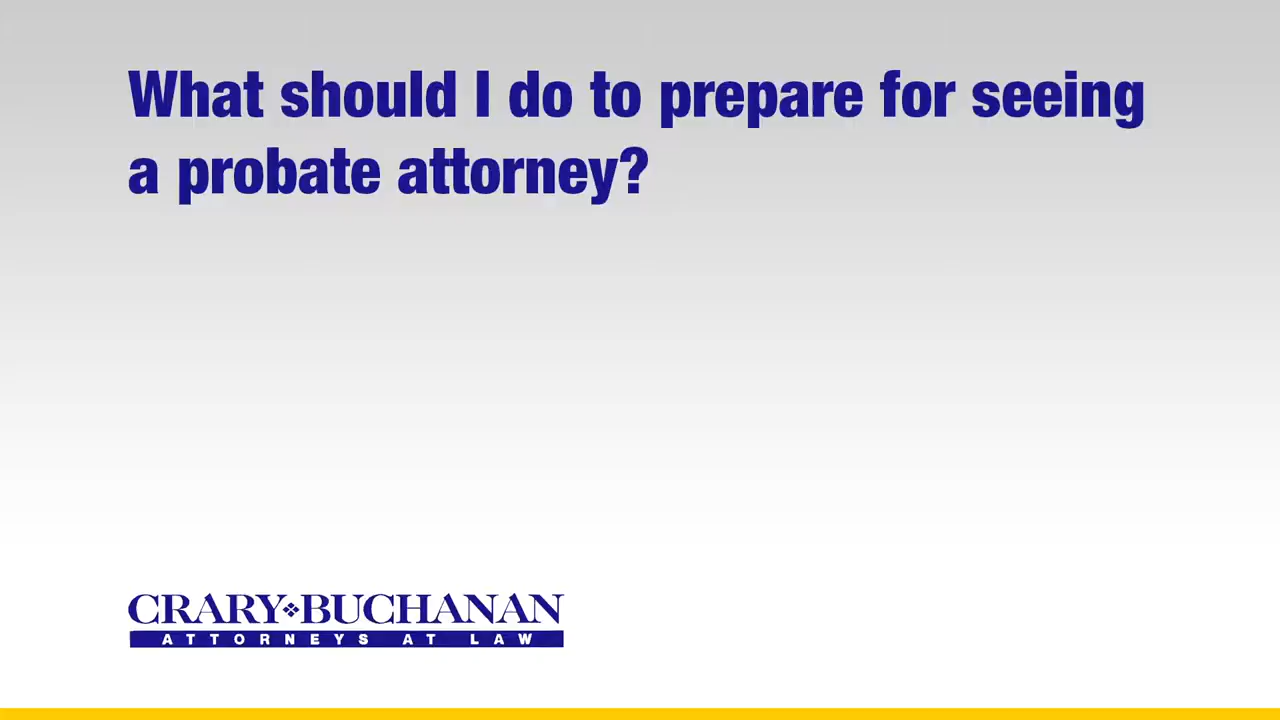 What should I do to prepare for seeing
a probate attorney?
CRARY BUCHANAN
ATTORNEYS AT LAW